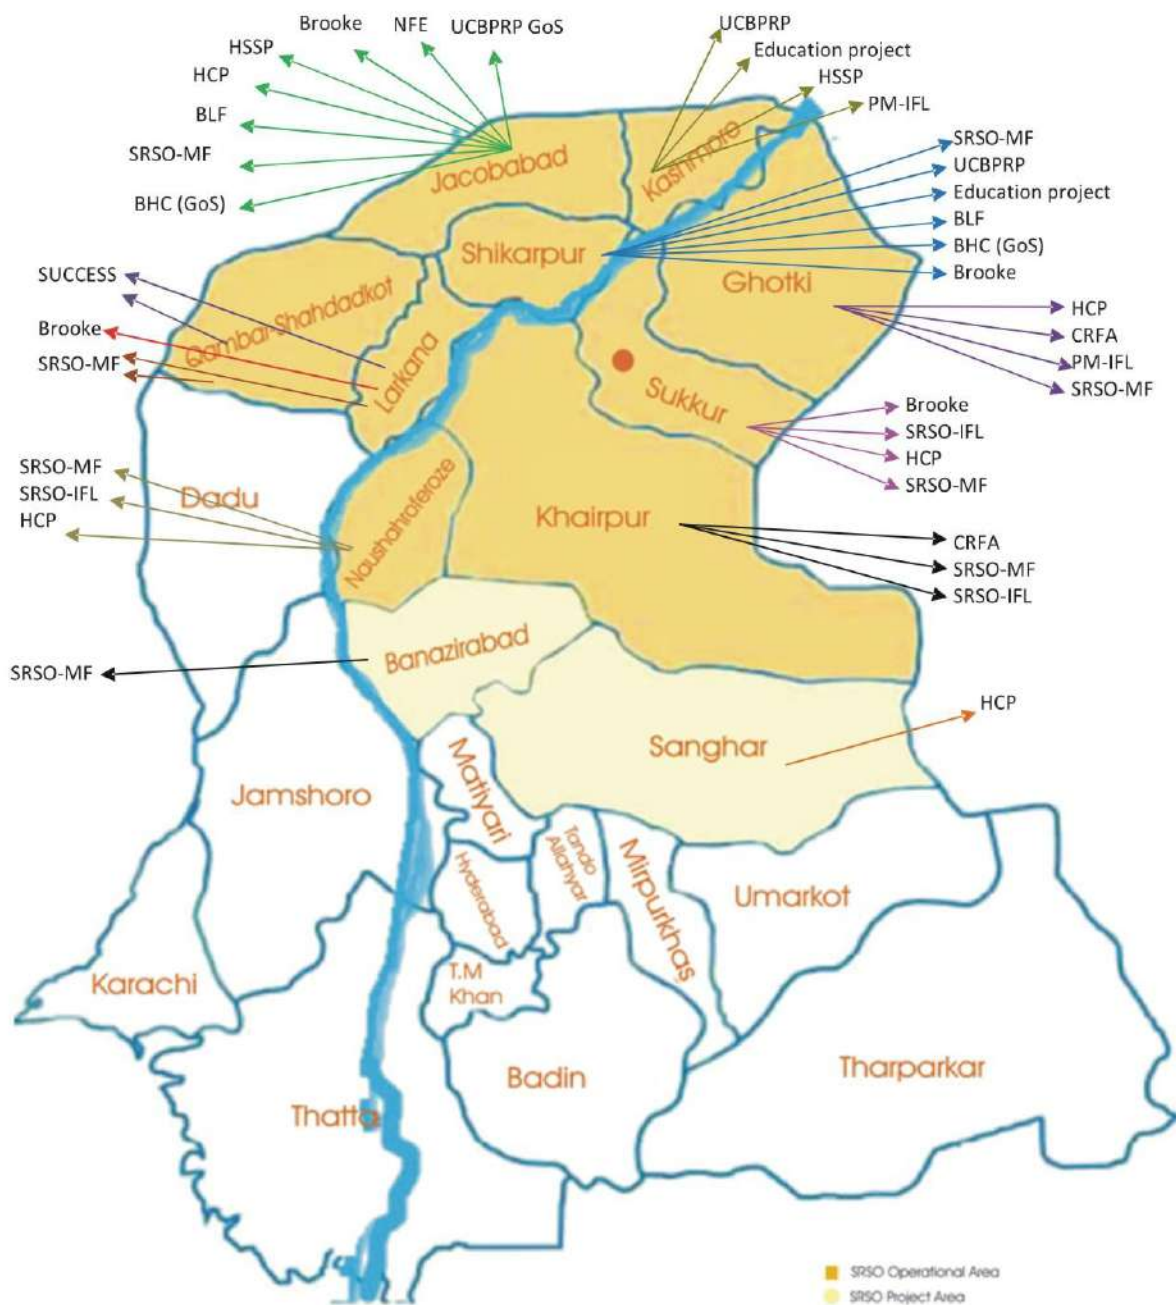 Brooke
NFE
UCBPRP GoS
HSSP
HCP
BLF
SRSO-MF
BHC (GoS)
UCBPRP
Education project
HSSP
PM-IFL
SRSO-MF
UCBPRP
Education project
BLF
BHC (GoS)
Brooke
Jacobabad
Kashmore
Shikarpur
Ghotki
SUCCESS
Brooke
SRSO-MF
Qambar-Shahdadkot
Larkana
Sukkur
HCP
CRFA
PM-IFL
SRSO-MF
Brooke
SRSO-IFL
HCP
SRSO-MF
SRSO-MF
SRSO-IFL
HCP
Dadu
Naushahroferoze
Khairpur
CRFA
SRSO-MF
SRSO-IFL
SRSO-MF
Banazirabad
HCP
Sanghar
Jamshoro
Matiyari
Hyderabad
Tando
Allahyar
Mirpurkhas
Umarkot
Karachi
T.M
Khan
Badin
Tharparkar
Thatta
SRSO Operational Area
SRSO Project Area